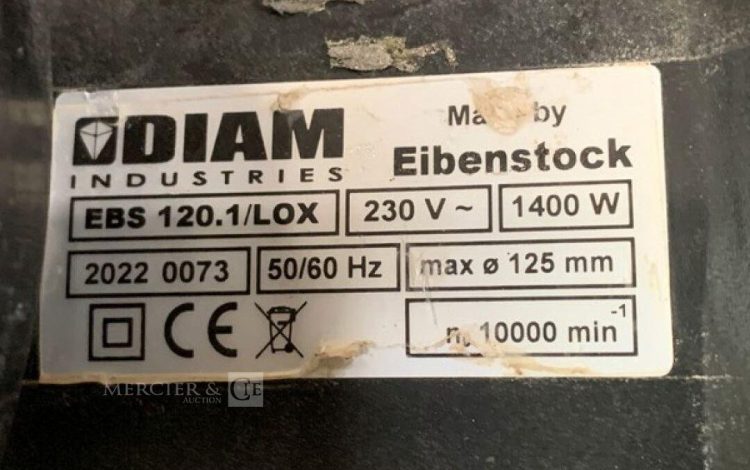 DIAM
INDUSTRIES
by
Eibenstock
EBS 120.1/LOX
230 V ~
1400 W
2022 0073
50/60 Hz
max ø 125 mm
CE
n 10000 min⁻¹
MERCIER & CIE
AUCTION